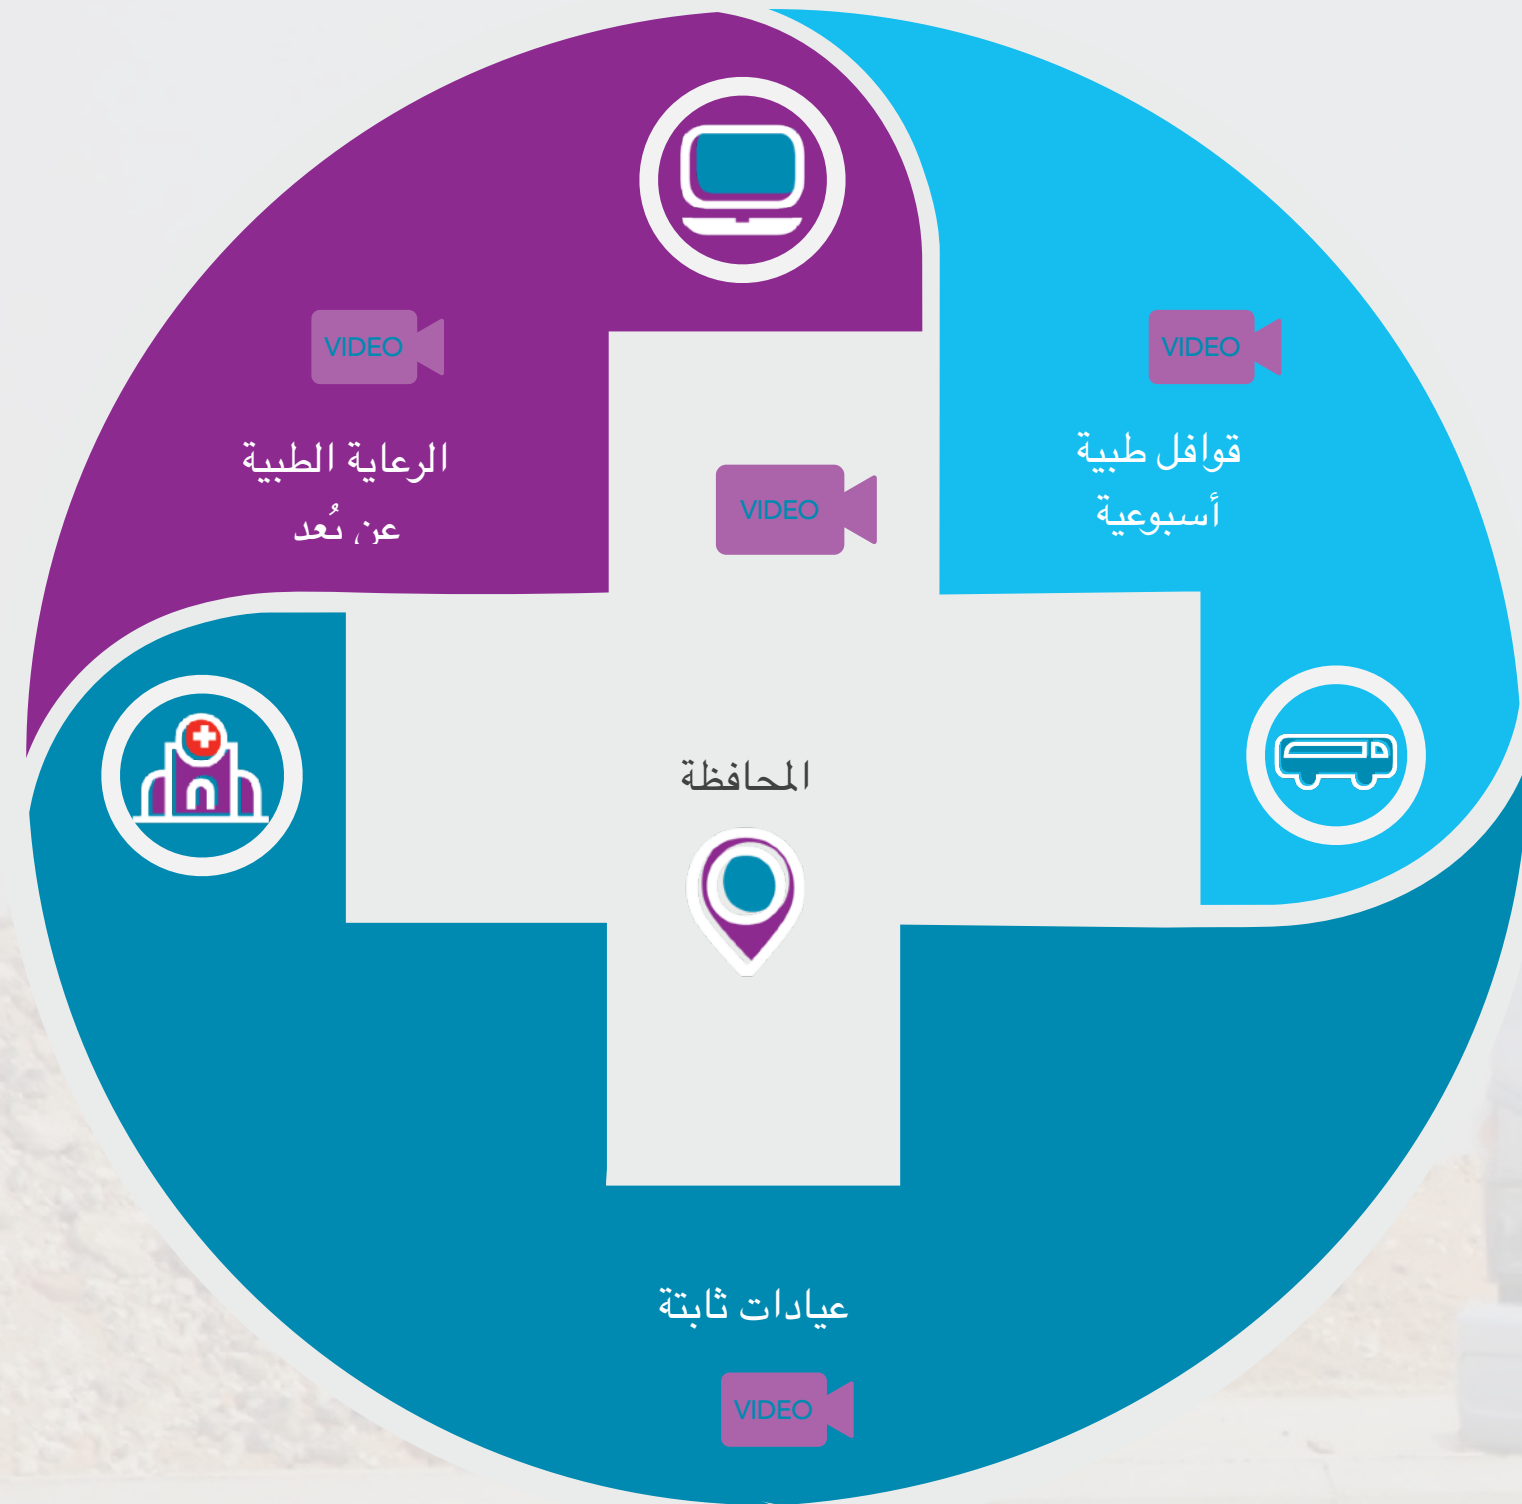 VIDEO
قوافل طبية
أسبوعية
VIDEO
الرعاية الطبية
عن بُعد
VIDEO
المحافظة
عيادات ثابتة
VIDEO